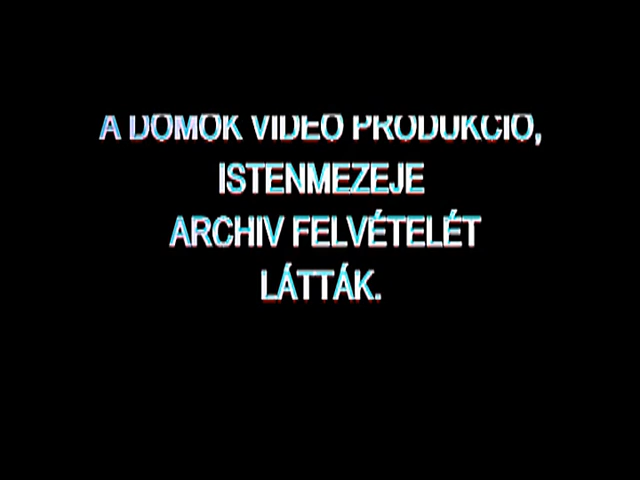 A DOMOK VIDEO PRODUKCIO,
ISTENMEZEJE
ARCHIV FELVÉTELÉT
LÁTTÁK.